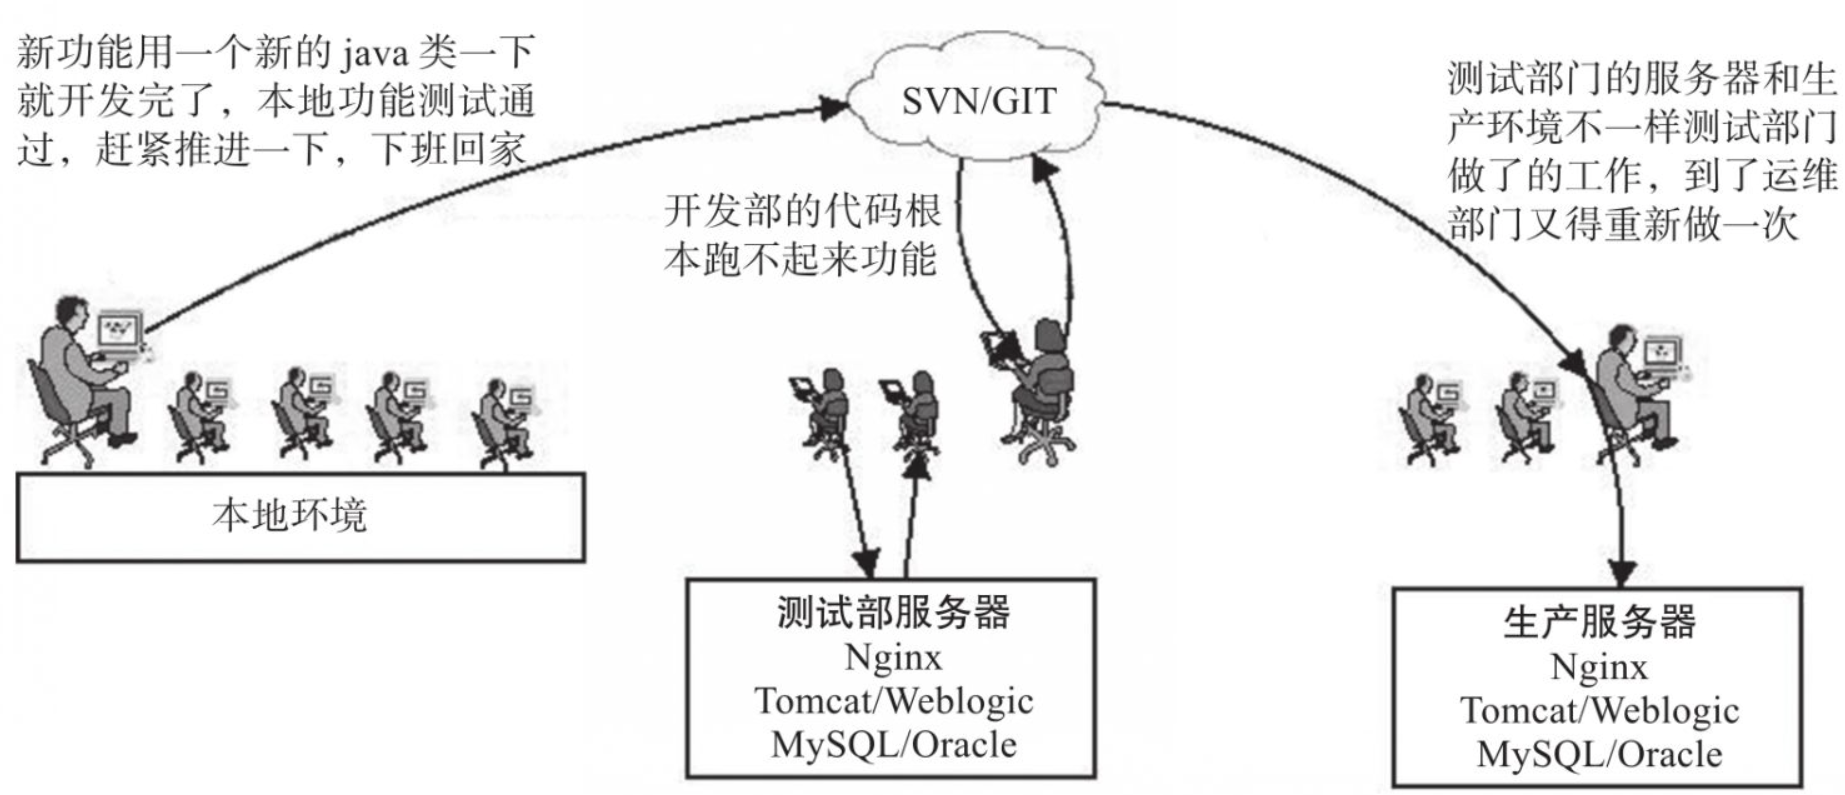 新功能用一个新的 java 类一下
就开发完了，本地功能测试通
过，赶紧推进一下，下班回家
SVN/GIT
测试部门的服务器和生
产环境不一样测试部门
做了的工作，到了运维
部门又得重新做一次
开发部的代码根
本跑不起来功能
本地环境
测试部服务器
Nginx
Tomcat/Weblogic
MySQL/Oracle
生产服务器
Nginx
Tomcat/Weblogic
MySQL/Oracle